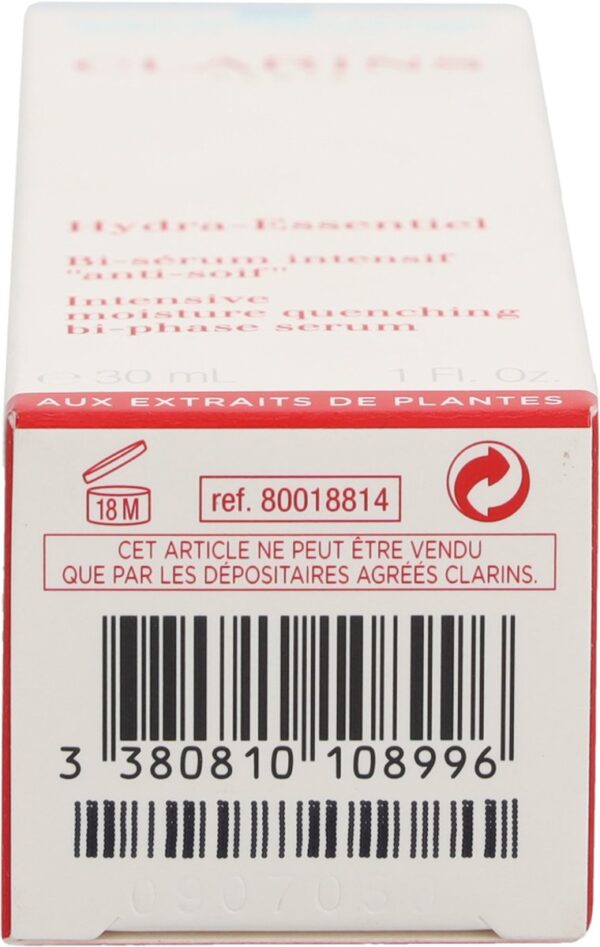 CLARINS
Hydra-Essentiel
Bi-sérum intensif
"anti-soif"
Intensive
moisture quenching
bi-phase serum
℮ 30 mL 1 Fl. Oz.
AUX EXTRAITS DE PLANTES
18 M
ref. 80018814
CET ARTICLE NE PEUT ÊTRE VENDU
QUE PAR LES DÉPOSITAIRES AGRÉÉS CLARINS.
3 380810 108996